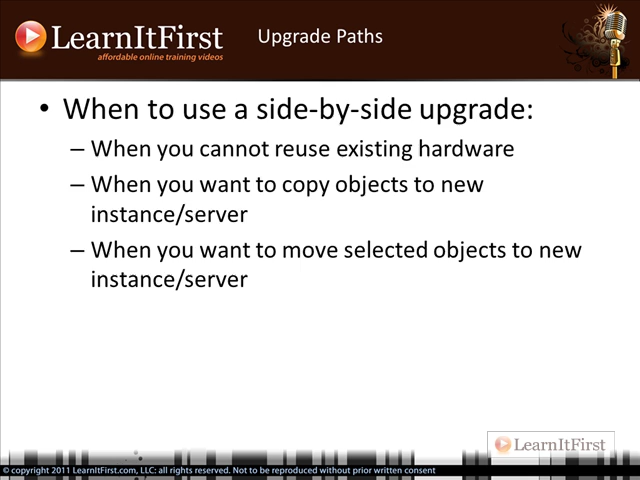 LearnItFirst
affordable online training videos
Upgrade Paths
• When to use a side-by-side upgrade:
– When you cannot reuse existing hardware
– When you want to copy objects to new
instance/server
– When you want to move selected objects to new
instance/server
LearnItFirst
© copyright 2011 LearnItFirst.com, LLC: all rights reserved. Not to be reproduced without prior written consent